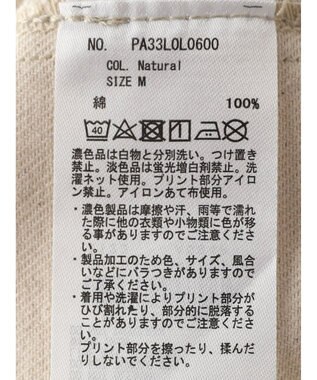 NO. PA33L0L0600
COL. Natural
SIZE M
綿 100%
40
濃色品は白物と分別洗い。つけ置き
禁止。淡色品は蛍光増白剤禁止。洗
濯ネット使用。プリント部分アイロ
ン禁止。アイロンあて布使用。
・濃色製品は摩擦や汗、雨等で濡れ
た際に他の衣類や小物類に色が移
る事がありますのでご注意くださ
い。
・製品加工のため色、サイズ、風合
いなどにバラつきがありますので
ご注意ください。
・着用や洗濯によりプリント部分が
ひび割れたり、部分的に脱落する
ことがありますのでご注意くださ
い。
プリント部分を擦ったり、揉んだ
りしないでください。